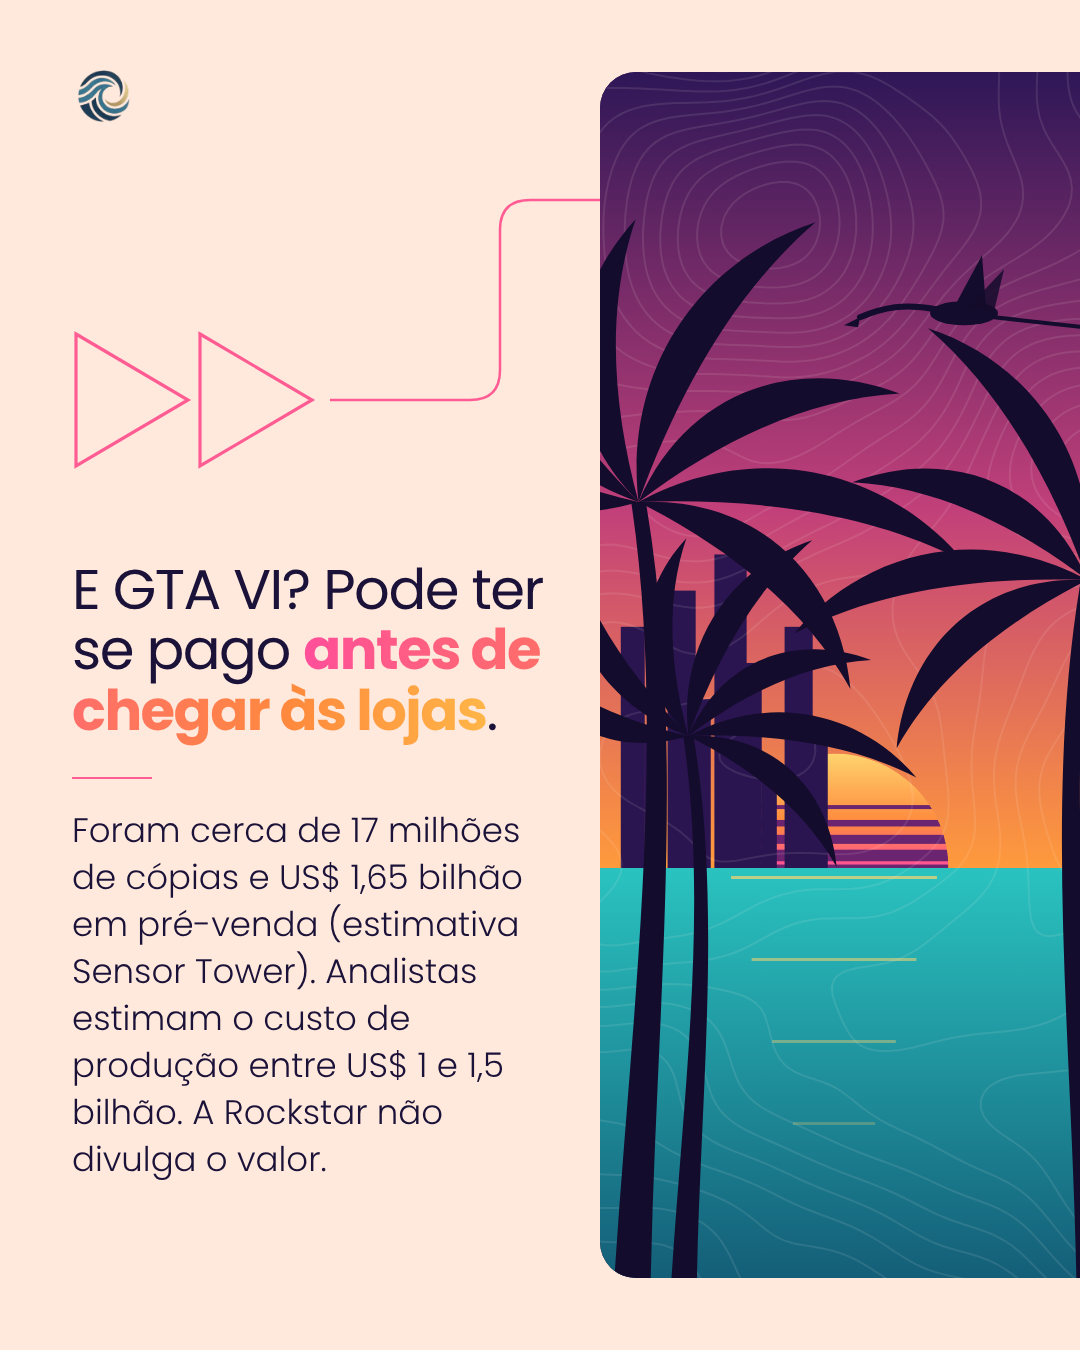 E GTA VI? Pode ter
se pago antes de
chegar às lojas.
Foram cerca de 17 milhões
de cópias e US$ 1,65 bilhão
em pré-venda (estimativa
Sensor Tower). Analistas
estimam o custo de
produção entre US$ 1 e 1,5
bilhão. A Rockstar não
divulga o valor.